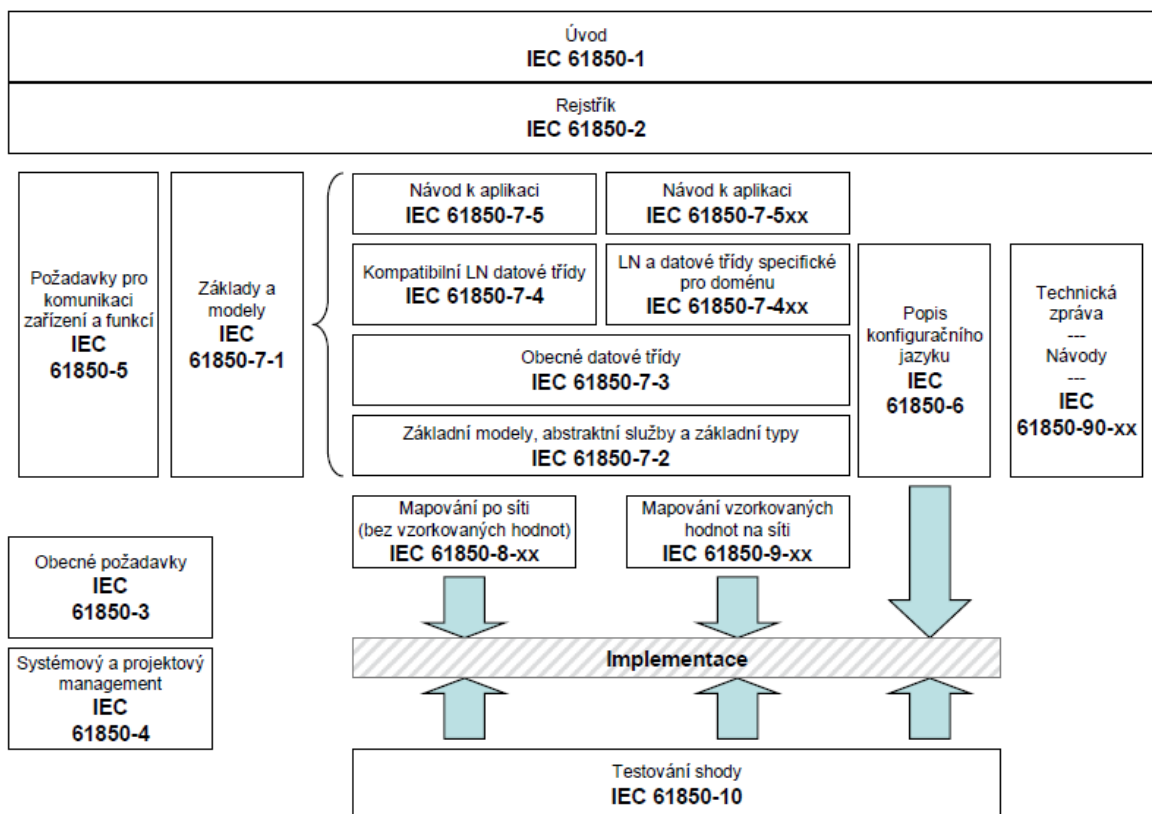 Úvod
IEC 61850-1
Rejstřík
IEC 61850-2
Požadavky pro
komunikaci
zařízení a funkcí
IEC
61850-5
Základy a
modely
IEC
61850-7-1
Návod k aplikaci
IEC 61850-7-5
Návod k aplikaci
IEC 61850-7-5xx
Kompatibilní LN datové třídy
IEC 61850-7-4
LN a datové třídy specifické
pro doménu
IEC 61850-7-4xx
Obecné datové třídy
IEC 61850-7-3
Základní modely, abstraktní služby a základní typy
IEC 61850-7-2
Popis
konfiguračního
jazyku
IEC
61850-6
Technická
zpráva
---
Návody
---
IEC
61850-90-xx
Mapování po síti
(bez vzorkovaných hodnot)
IEC 61850-8-xx
Mapování vzorkovaných
hodnot na síti
IEC 61850-9-xx
Obecné požadavky
IEC
61850-3
Systémový a projektový
management
IEC
61850-4
Implementace
Testování shody
IEC 61850-10